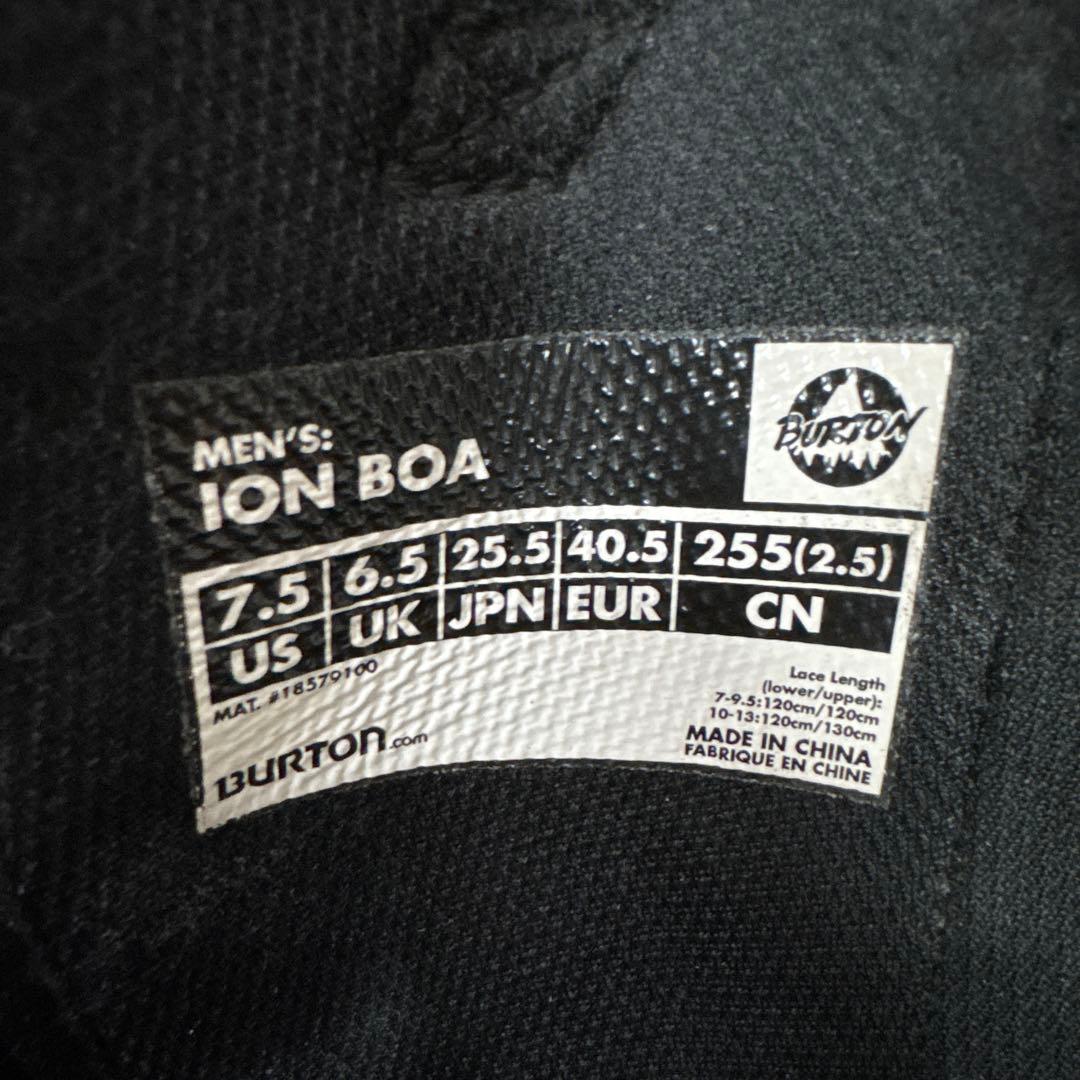 BURTON
MEN'S:
ION BOA
7.5 6.5 25.5 40.5 255(2.5)
US UK JPN EUR CN
MAT. #18579100
BURTON.com
Lace Length
(lower/upper):
7-9.5:120cm/120cm
10-13:120cm/130cm
MADE IN CHINA
FABRIQUE EN CHINE